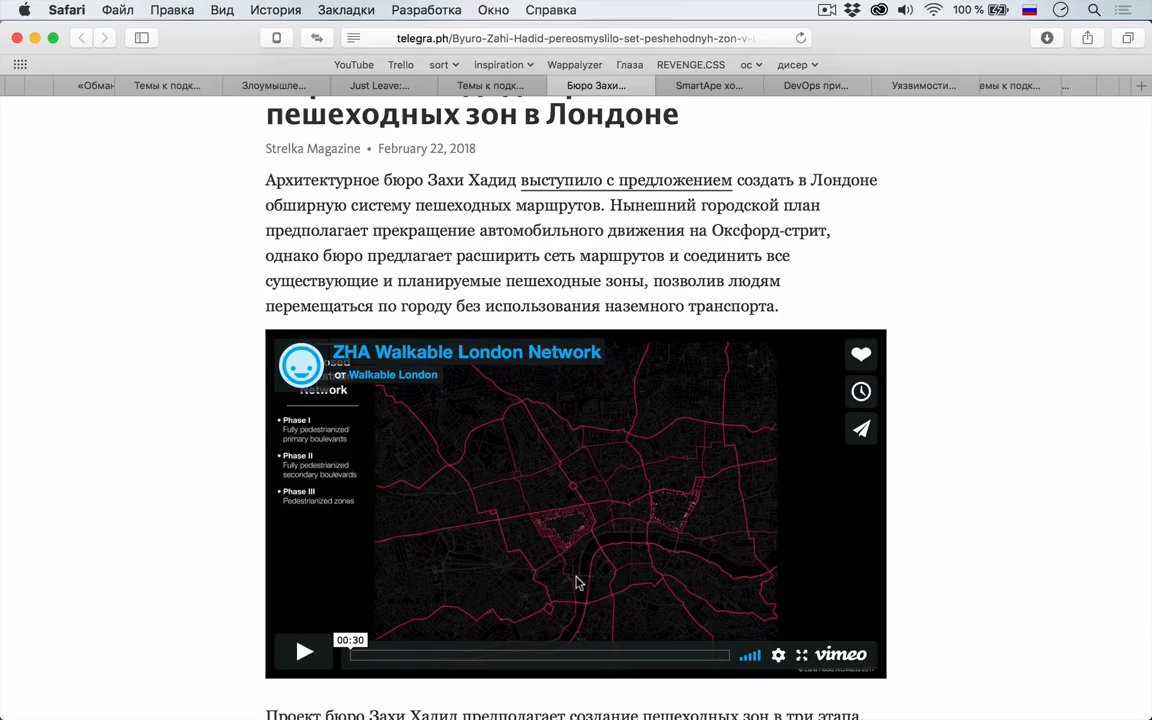 Safari Файл Правка Вид История Закладки Разработка Окно Справка 100 %
telegra.ph/Byuro-Zahi-Hadid-pereosmyslilo-set-peshehodnyh-zon-v-
YouTube Trello sort inspiration Wappalyzer Глаза REVENGE.CSS ос дисер
«Обман Темы к подк... Злоумышле... Just Leave:... Темы к подк... Бюро Захи... SmartApe хо... DevOps при... Уязвимости... емы к подк... ...
пешеходных зон в Лондоне
Strelka Magazine • February 22, 2018
Архитектурное бюро Захи Хадид выступило с предложением создать в Лондоне
обширную систему пешеходных маршрутов. Нынешний городской план
предполагает прекращение автомобильного движения на Оксфорд-стрит,
однако бюро предлагает расширить сеть маршрутов и соединить все
существующие и планируемые пешеходные зоны, позволив людям
перемещаться по городу без использования наземного транспорта.
ZHA Walkable London Network
от Walkable London
Network
• Phase I
Fully pedestrianized
primary boulevards
• Phase II
Fully pedestrianized
secondary boulevards
• Phase III
Pedestrianized zones
00:30
vimeo
Проект бюро Захи Хадид предполагает создание пешеходных зон в три этапа.